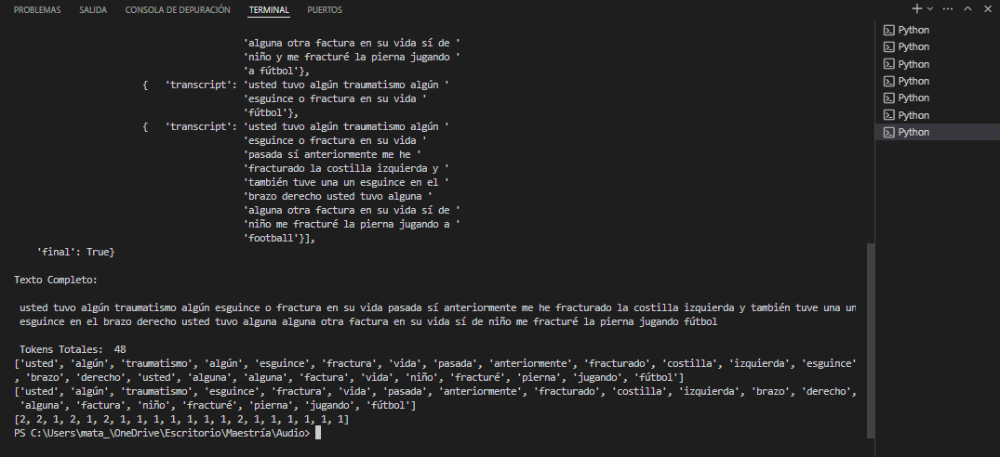 PROBLEMAS SALIDA CONSOLA DE DEPURACIÓN TERMINAL PUERTOS
'alguna otra factura en su vida sí de '
'niño y me fracturé la pierna jugando '
'a fútbol'},
{ 'transcript': 'usted tuvo algún traumatismo algún '
'esguince o fractura en su vida '
'fútbol'},
{ 'transcript': 'usted tuvo algún traumatismo algún '
'esguince o fractura en su vida '
'pasada sí anteriormente me he '
'fracturado la costilla izquierda y '
'también tuve una un esguince en el '
'brazo derecho usted tuvo alguna '
'alguna otra factura en su vida sí de '
'niño me fracturé la pierna jugando a '
'football'}],
'final': True}
Texto Completo:
usted tuvo algún traumatismo algún esguince o fractura en su vida pasada sí anteriormente me he fracturado la costilla izquierda y también tuve una un
esguince en el brazo derecho usted tuvo alguna alguna otra factura en su vida sí de niño me fracturé la pierna jugando fútbol
Tokens Totales: 48
['usted', 'algún', 'traumatismo', 'algún', 'esguince', 'fractura', 'vida', 'pasada', 'anteriormente', 'fracturado', 'costilla', 'izquierda', 'esguince'
, 'brazo', 'derecho', 'usted', 'alguna', 'alguna', 'factura', 'vida', 'niño', 'fracturé', 'pierna', 'jugando', 'fútbol']
['usted', 'algún', 'traumatismo', 'esguince', 'fractura', 'vida', 'pasada', 'anteriormente', 'fracturado', 'costilla', 'izquierda', 'brazo', 'derecho',
'alguna', 'factura', 'niño', 'fracturé', 'pierna', 'jugando', 'fútbol']
[2, 2, 1, 2, 1, 2, 1, 1, 1, 1, 1, 1, 1, 2, 1, 1, 1, 1, 1, 1]
PS C:\Users\mata_\OneDrive\Escritorio\Maestría\Audio>
Python
Python
Python
Python
Python
Python
Python